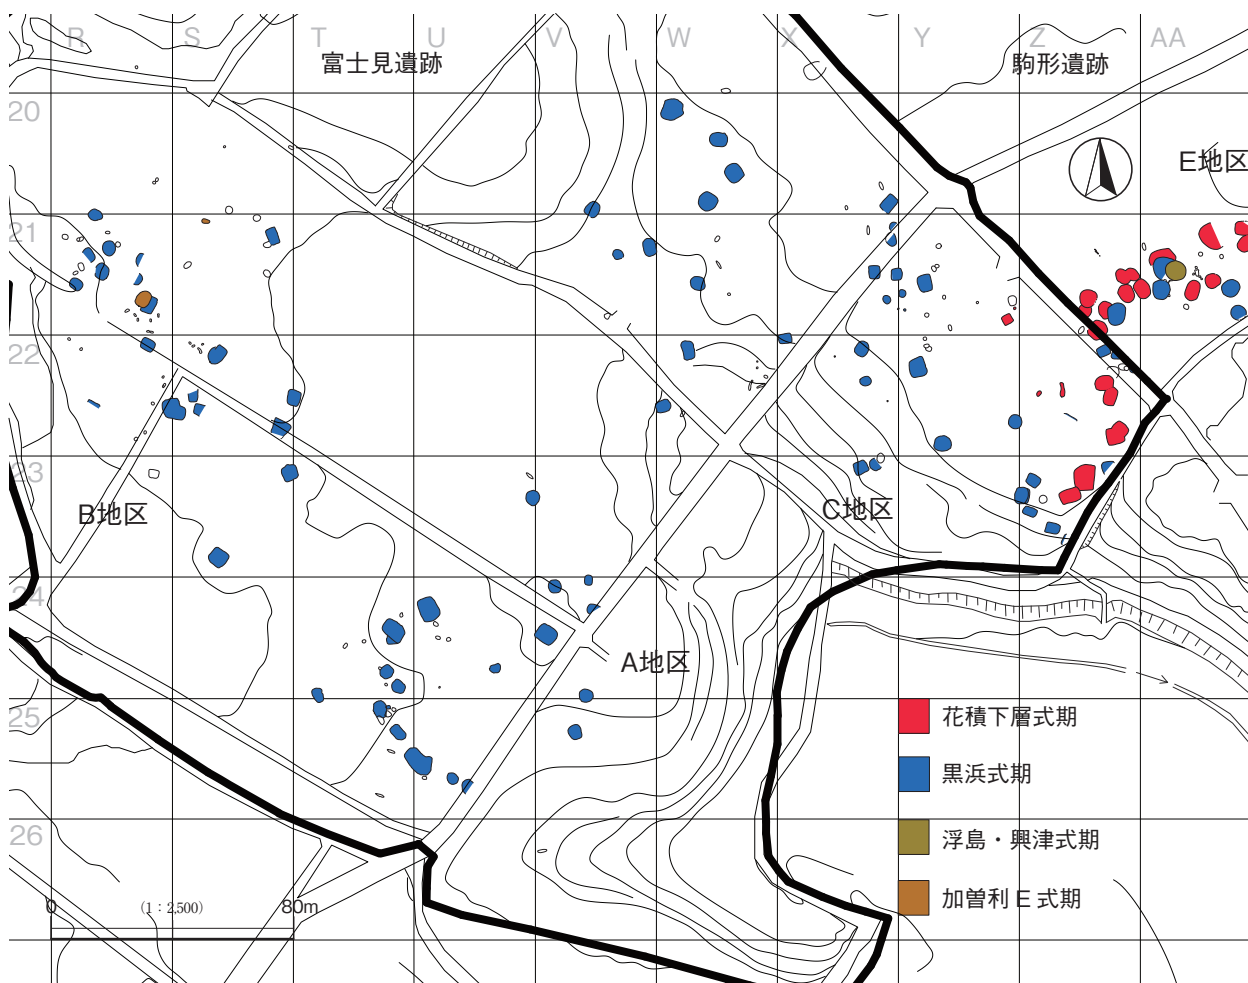 R S T U V W X Y Z AA
富士見遺跡
駒形遺跡
20
E地区
21
22
23
B地区
C地区
24
A地区
25
花積下層式期
黒浜式期
26
浮島・興津式期
加曽利E式期
0 (1:2,500) 80m